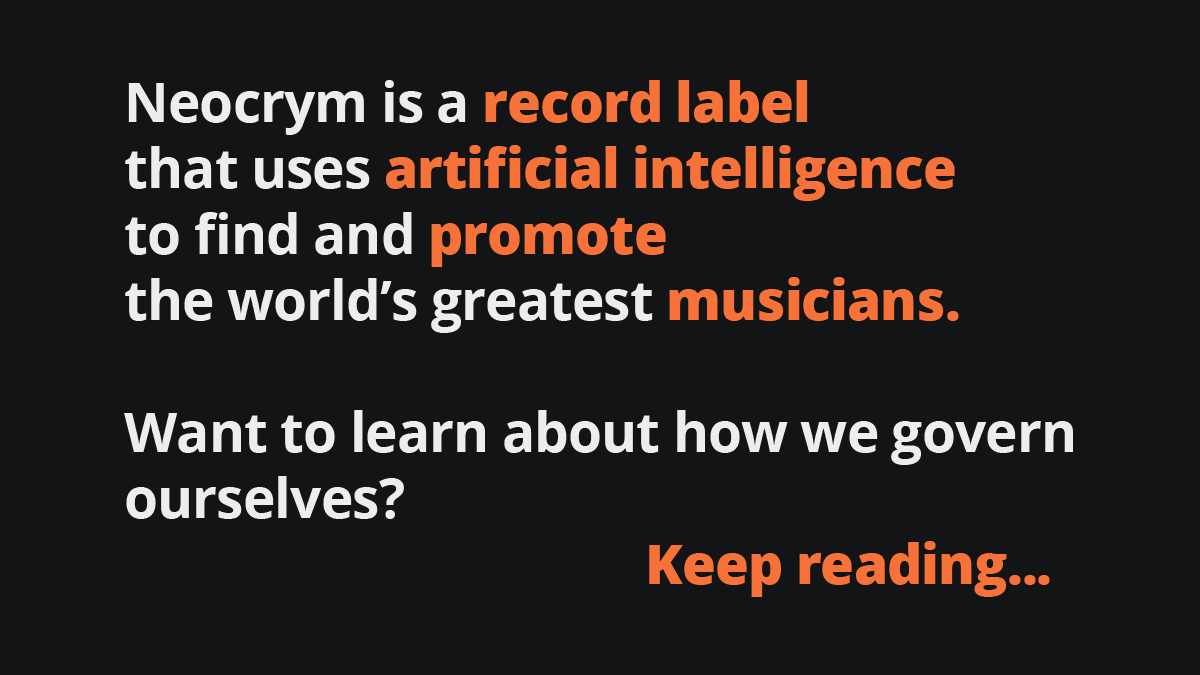 Neocrym is a record label
that uses artificial intelligence
to find and promote
the world’s greatest musicians.
Want to learn about how we govern
ourselves?
Keep reading...